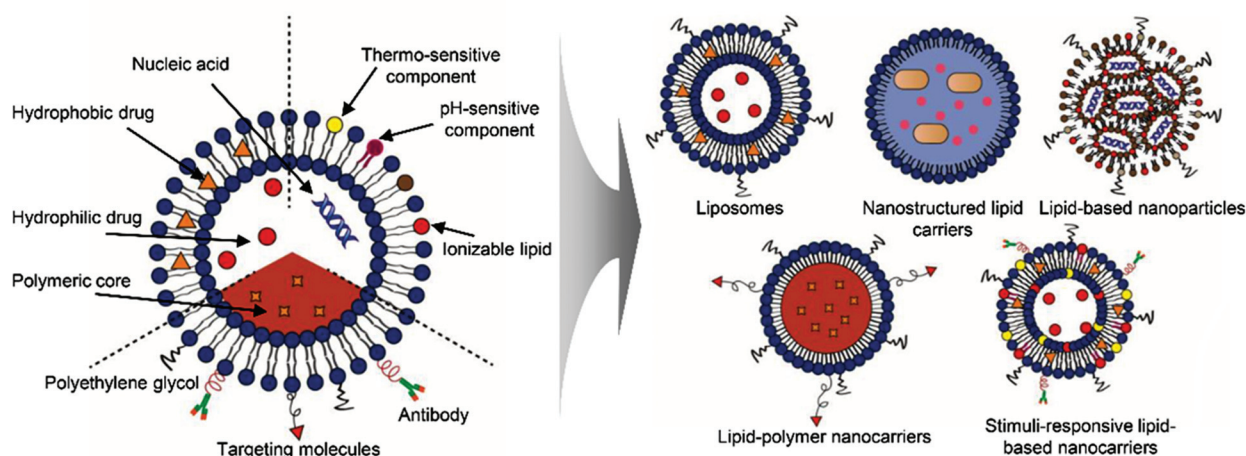 Thermo-sensitive
component
Nucleic acid
Hydrophobic drug
pH-sensitive
component
Hydrophilic drug
Ionizable lipid
Polymeric core
Polyethylene glycol
Antibody
Targeting molecules
Liposomes
Nanostructured lipid
carriers
Lipid-based nanoparticles
Lipid-polymer nanocarriers
Stimuli-responsive lipid-
based nanocarriers